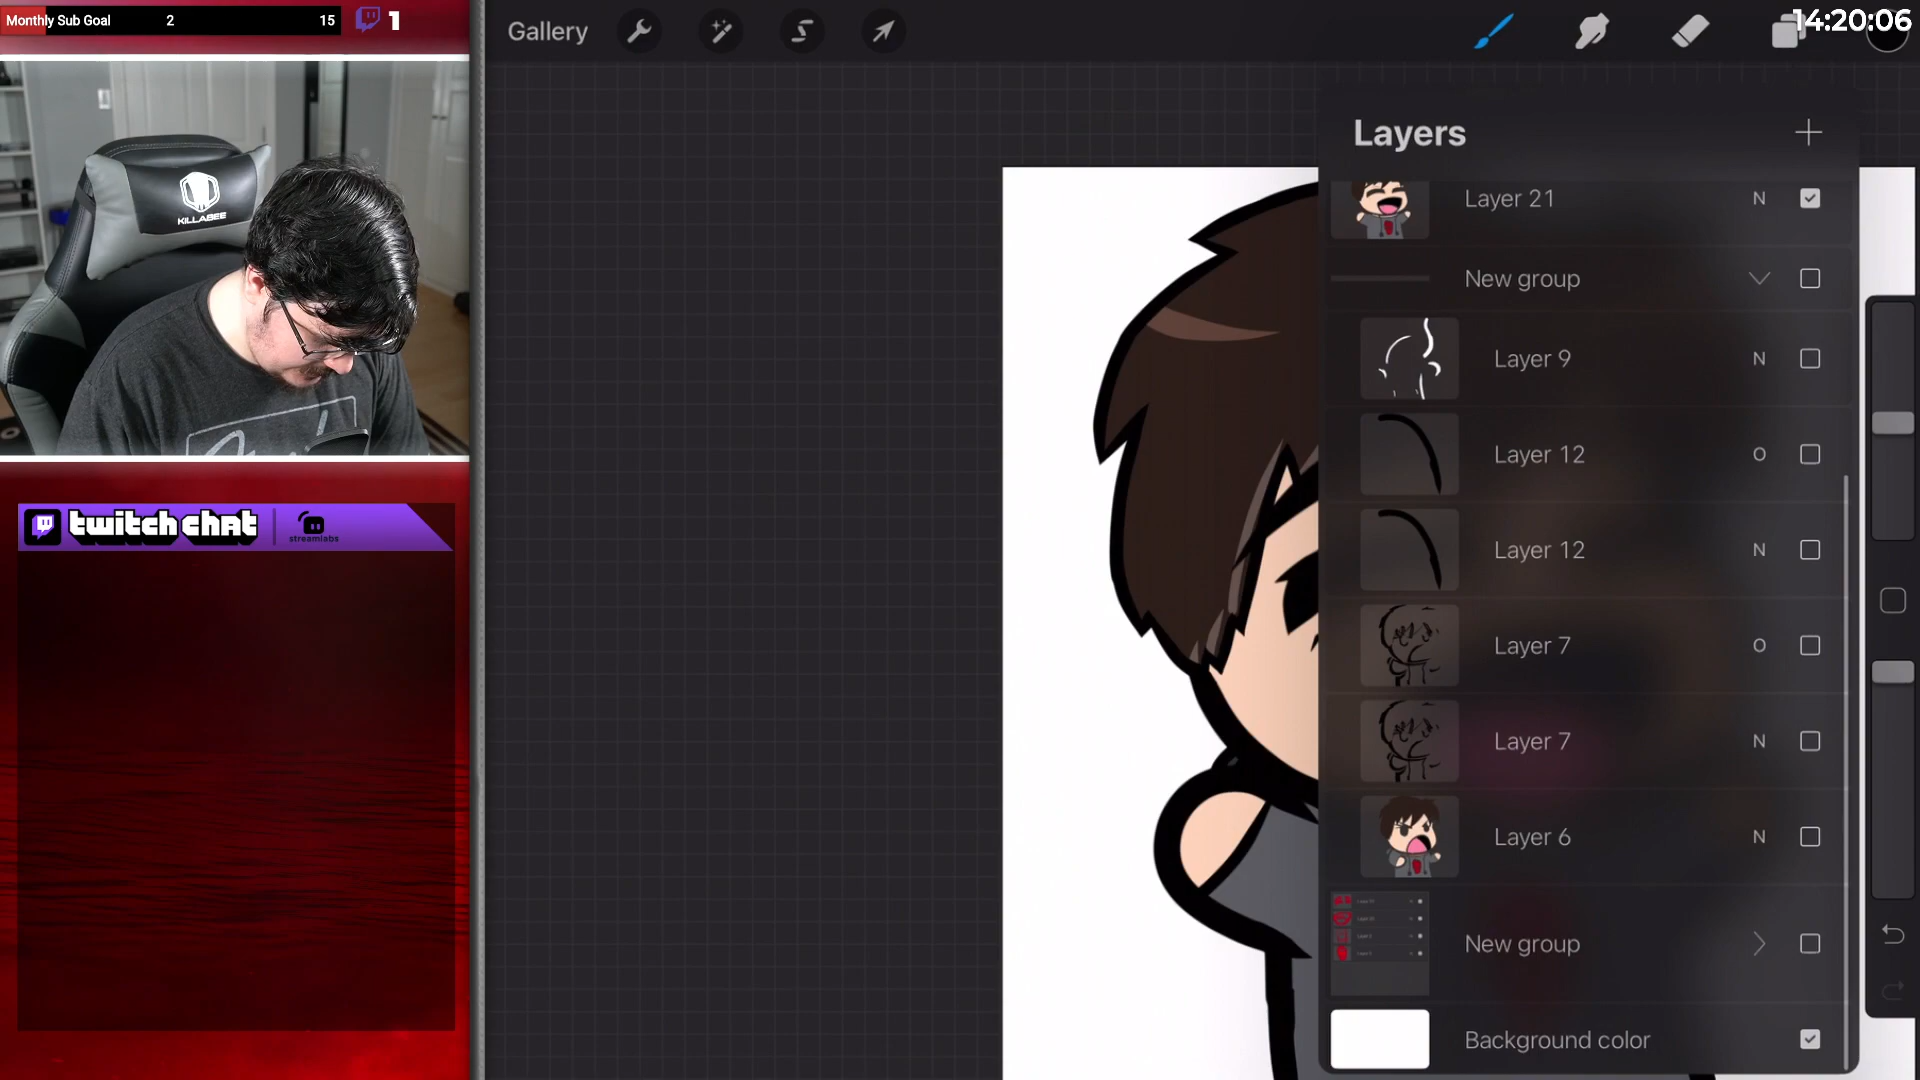 Monthly Sub Goal 2 15 1
Gallery
14:20:06
KILLABEE
Layers
Layer 21 N
New group
Layer 9 N
Layer 12 O
Layer 12 N
Layer 7 O
Layer 7 N
Layer 6 N
New group
Background color
twitch chat
streamlabs